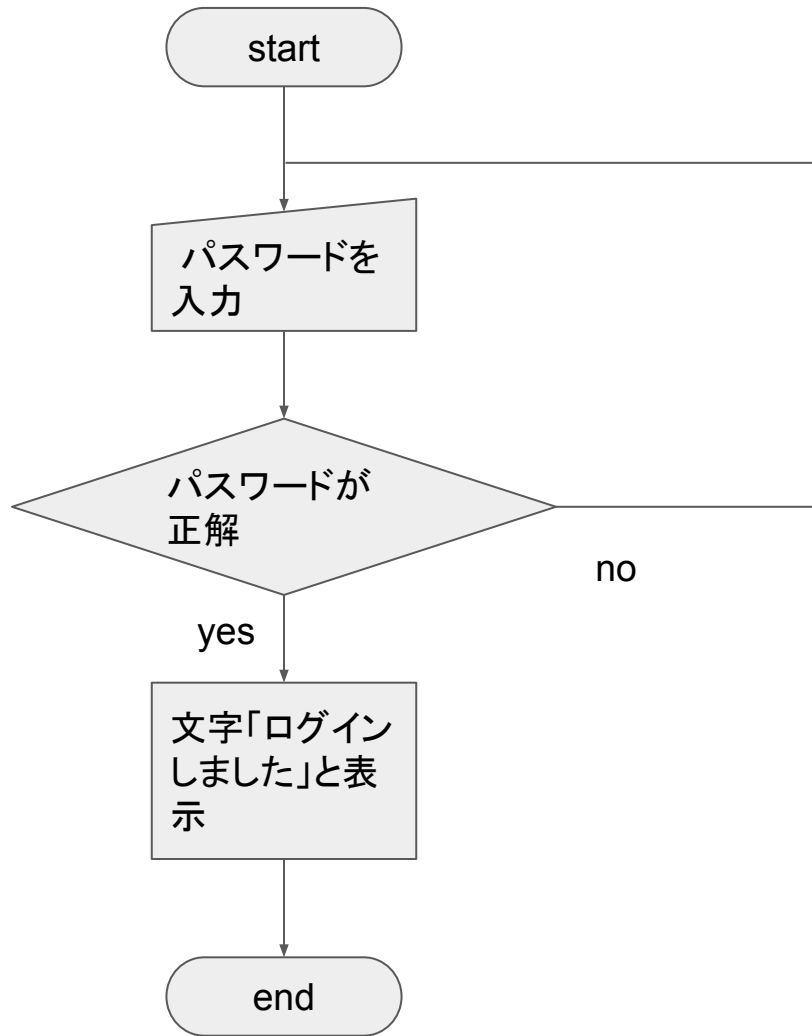 start
パスワードを
入力
パスワードが
正解
no
yes
文字「ログイン
しました」と表
示
end